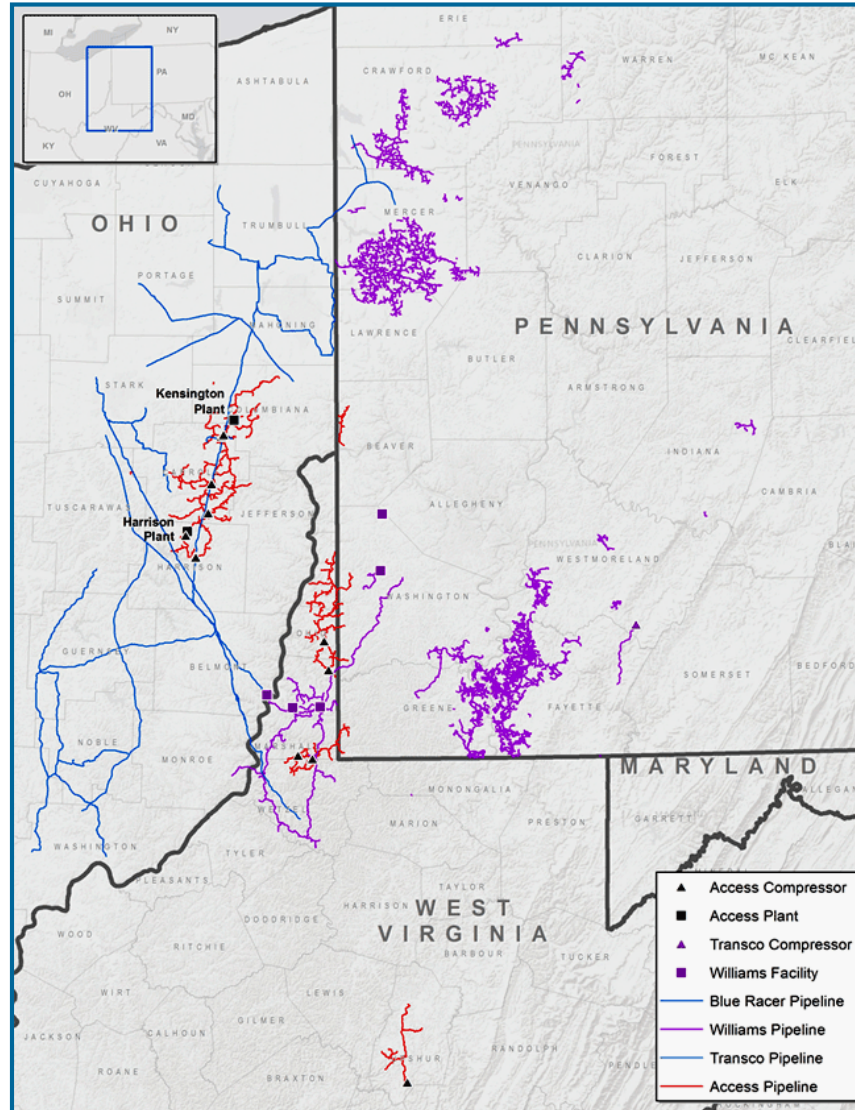 MI
NY
OH
PA
MD
WV
KY
VA
ERIE
WARREN
MC KEAN
CRAWFORD
ASHTABULA
PENNSYLVANIA
FOREST
ELK
VENANGO
CUYAHOGA
OHIO
TRUMBULL
MERCER
CLARION
JEFFERSON
PORTAGE
SUMMIT
MAHONING
LAWRENCE
PENNSYLVANIA
CLEARFIEL
BUTLER
STARK
ARMSTRONG
Kensington
Plant
COLUMBIANA
BEAVER
INDIANA
CAMBRIA
TUSCARAWAS
ALLEGHENY
JEFFERSON
Harrison
Plant
PENNSYLVANIA
WESTMORELAND
HARRISON
WASHINGTON
GUERNSEY
BELMONT
SOMERSET
BEDFORD
GREENE
FAYETTE
NOBLE
MARSHALL
MONROE
MARYLAND
ALLEGAN
MONONGALIA
WETZEL
MARION
PRESTON
GARRETT
WASHINGTON
TYLER
PLEASANTS
TAYLOR
HARRISON
WEST
VIRGINIA
DODDRIDGE
WOOD
RITCHIE
BARBOUR
TUCKER
WIRT
LEWIS
GILMER
CALHOUN
JACKSON
UPSHUR
RANDOLPH
ROANE
BRAXTON
Access Compressor
Access Plant
Transco Compressor
Williams Facility
Blue Racer Pipeline
Williams Pipeline
Transco Pipeline
Access Pipeline